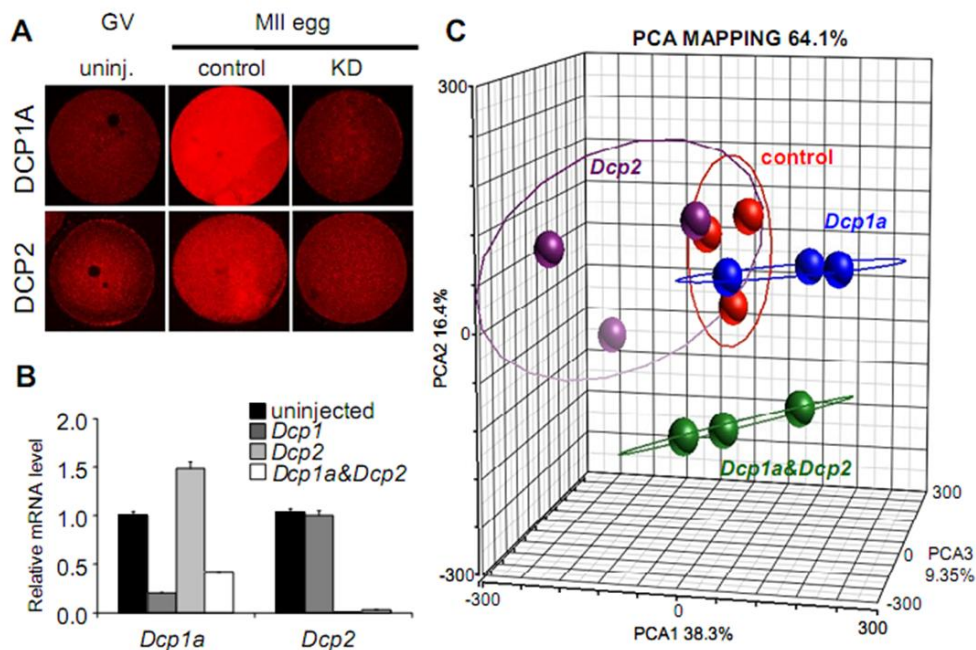 A
GV
MII egg
uninj.
control
KD
DCP1A
DCP2
B
uninjected
Dcp1
Dcp2
Dcp1a&Dcp2
Relative mRNA level
2.0
1.5
1.0
0.5
0.0
Dcp1a
Dcp2
C
PCA MAPPING 64.1%
300
0
-300
PCA2 16.4%
Dcp2
control
Dcp1a
Dcp1a&Dcp2
-300
0
300
PCA1 38.3%
300
0
-300
PCA3
9.35%